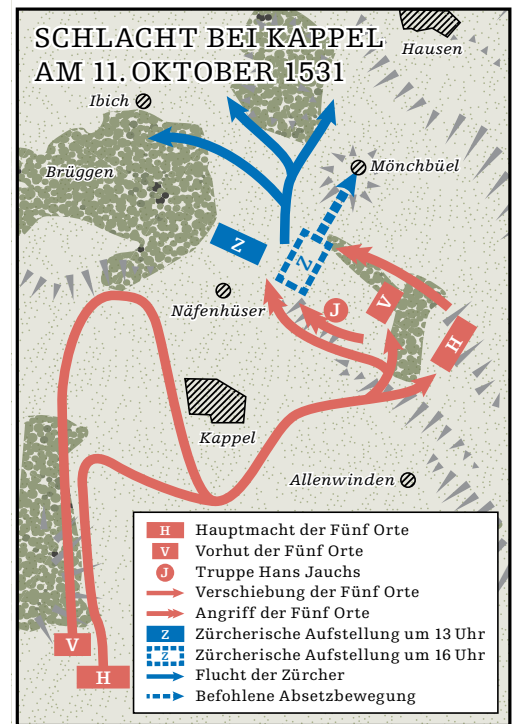 SCHLACHT BEI KAPPEL
AM 11. OKTOBER 1531
Hausen
Ibich
Mönchbüel
Brüggen
Z
Z
Näfenhüser
J
V
H
Kappel
Allenwinden
V
H
H Hauptmacht der Fünf Orte
V Vorhut der Fünf Orte
J Truppe Hans Jauchs
Verschiebung der Fünf Orte
Angriff der Fünf Orte
Z Zürcherische Aufstellung um 13 Uhr
Z Zürcherische Aufstellung um 16 Uhr
Flucht der Zürcher
Befohlene Absetzbewegung